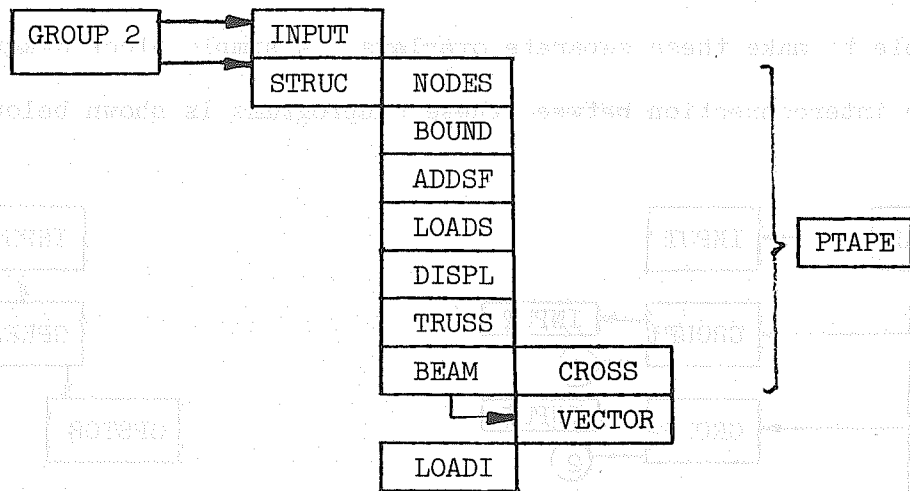 GROUP 2
INPUT
STRUC
NODES
BOUND
ADDSF
LOADS
DISPL
TRUSS
BEAM
CROSS
VECTOR
LOADI
PTAPE